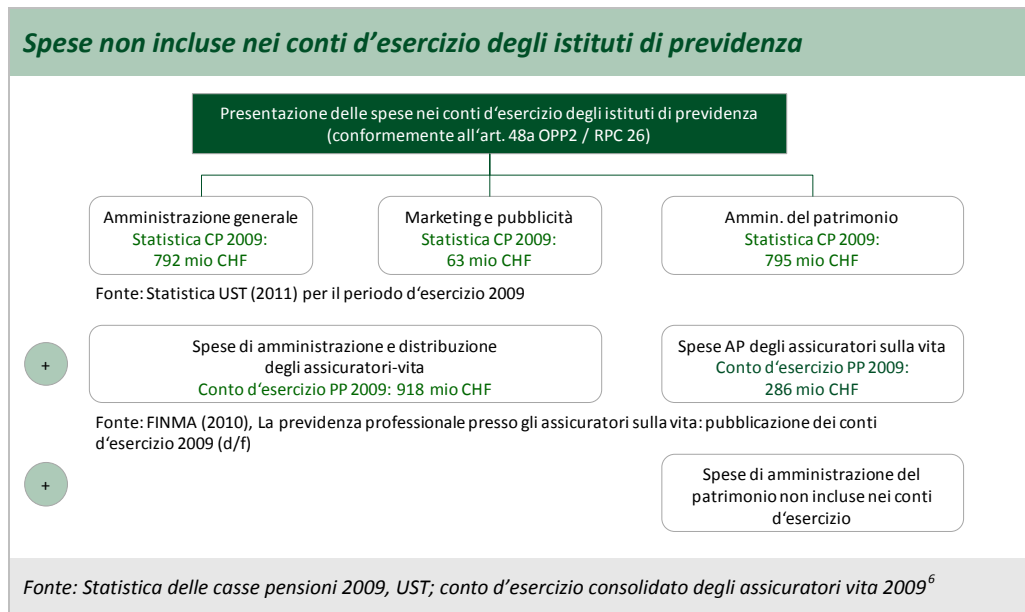 Spese non incluse nei conti d'esercizio degli istituti di previdenza
Presentazione delle spese nei conti d'esercizio degli istituti di previdenza
(conformemente all'art. 48a OPP2 / RPC 26)
Amministrazione generale
Statistica CP 2009:
792 mio CHF
Marketing e pubblicità
Statistica CP 2009:
63 mio CHF
Ammin. del patrimonio
Statistica CP 2009:
795 mio CHF
Fonte: Statistica UST (2011) per il periodo d'esercizio 2009
+
Spese di amministrazione e distribuzione
degli assicuratori-vita
Conto d'esercizio PP 2009: 918 mio CHF
Spese AP degli assicuratori sulla vita
Conto d'esercizio PP 2009:
286 mio CHF
Fonte: FINMA (2010), La previdenza professionale presso gli assicuratori sulla vita: pubblicazione dei conti
d'esercizio 2009 (d/f)
+
Spese di amministrazione del
patrimonio non incluse nei conti
d'esercizio
Fonte: Statistica delle casse pensioni 2009, UST; conto d'esercizio consolidato degli assicuratori vita 2009⁶